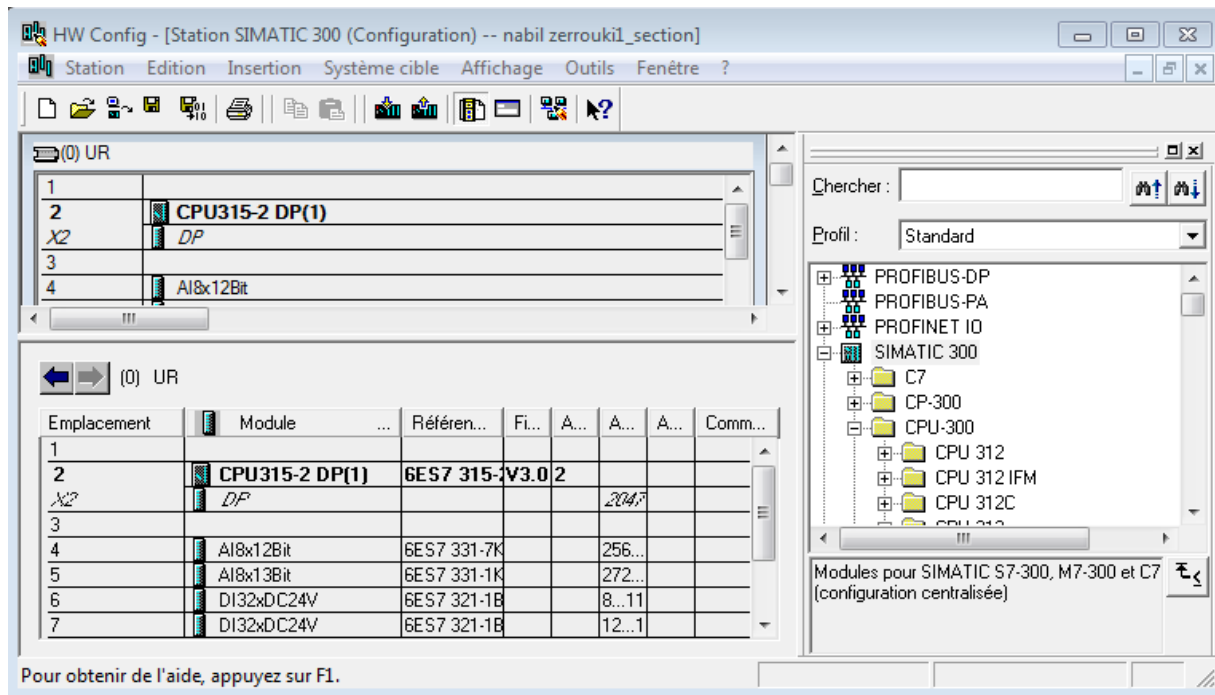 HW Config - [Station SIMATIC 300 (Configuration) -- nabil zerrouki1_section]
Station Edition Insertion Système cible Affichage Outils Fenêtre ?
(0) UR
1
2 CPU315-2 DP(1)
X2 DP
3
4 AI8x12Bit
(0) UR
Emplacement Module ... Référen... Fi... A... A... A... Comm...
1
2 CPU315-2 DP(1) 6ES7 315-2 V3.0 2
X2 DP 2047
3
4 AI8x12Bit 6ES7 331-7K 256...
5 AI8x13Bit 6ES7 331-1K 272...
6 DI32xDC24V 6ES7 321-1B 8...11
7 DI32xDC24V 6ES7 321-1B 12...1
Chercher :
Profil : Standard
PROFIBUS-DP
PROFIBUS-PA
PROFINET IO
SIMATIC 300
C7
CP-300
CPU-300
CPU 312
CPU 312 IFM
CPU 312C
Modules pour SIMATIC S7-300, M7-300 et C7
(configuration centralisée)
Pour obtenir de l'aide, appuyez sur F1.